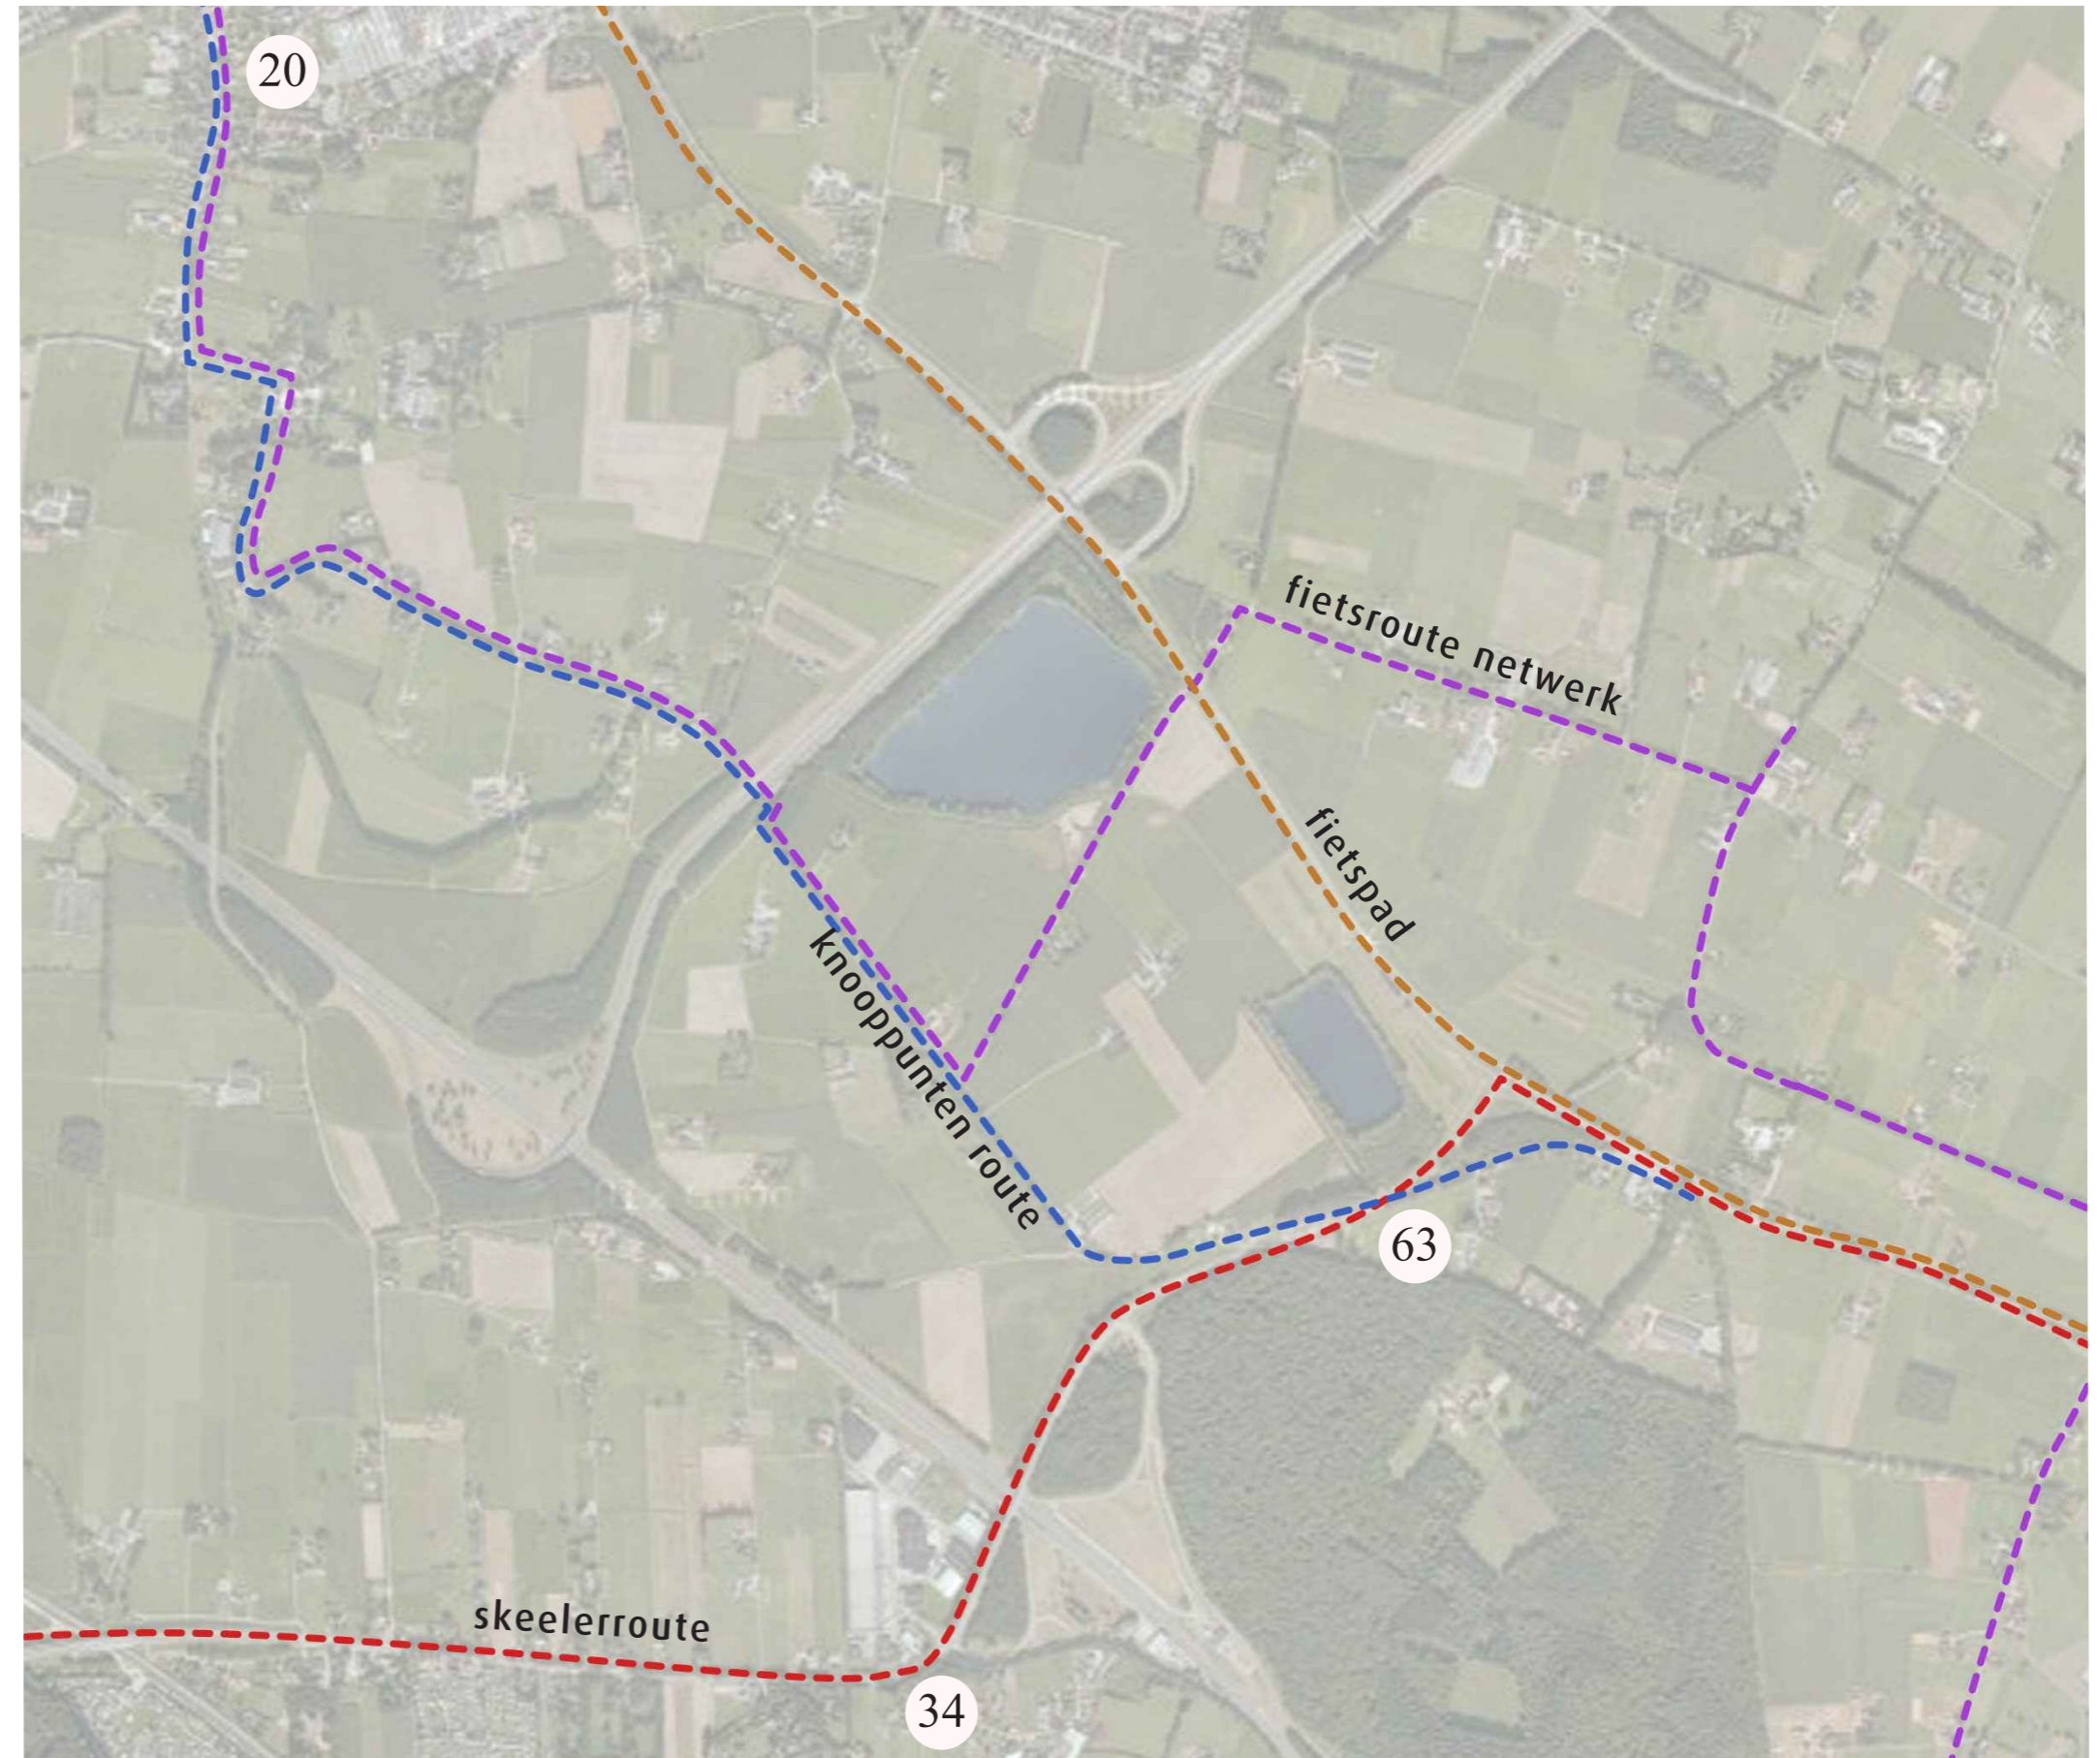 20
fietsroute netwerk
fietspad
knooppunten route
63
skeelerroute
34